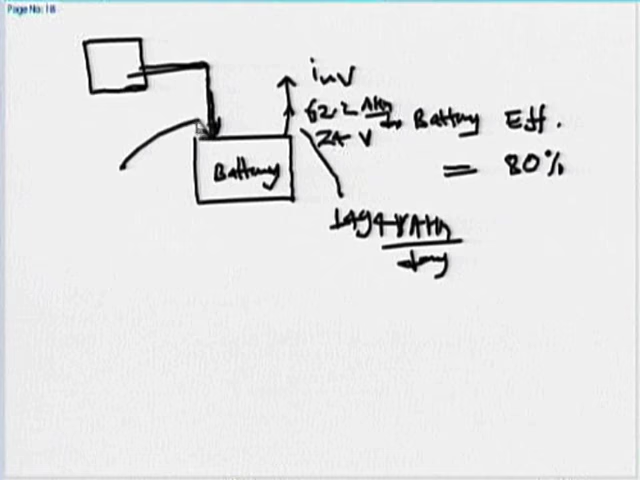 Page No: 18
inv
622 Ahr
24 V
Battery Eff.
= 80%
Battery
day